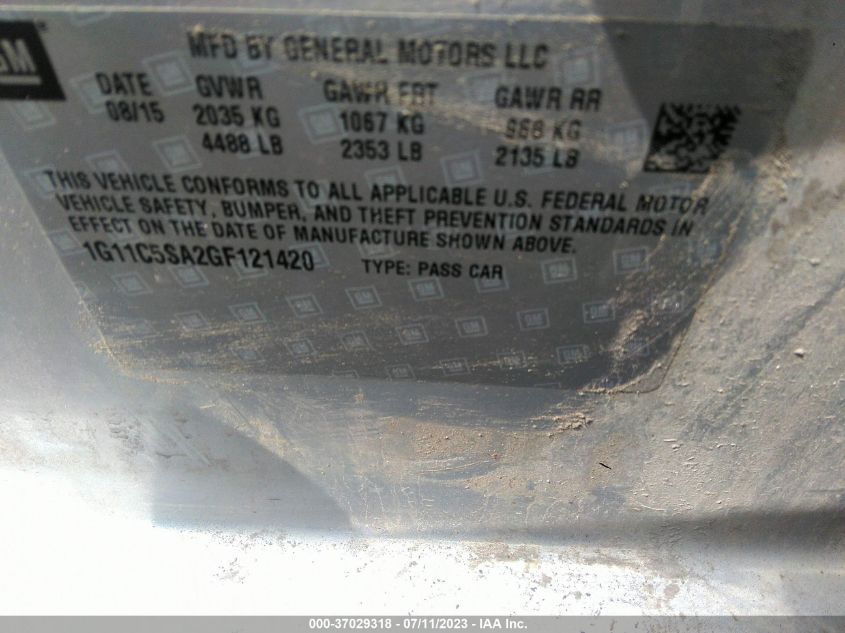 GM
MFD BY GENERAL MOTORS LLC
DATE GVWR GAWR FRT GAWR RR
08/15 2035 KG 1067 KG 968 KG
4488 LB 2353 LB 2135 LB
THIS VEHICLE CONFORMS TO ALL APPLICABLE U.S. FEDERAL MOTOR
VEHICLE SAFETY, BUMPER, AND THEFT PREVENTION STANDARDS IN
EFFECT ON THE DATE OF MANUFACTURE SHOWN ABOVE.
1G11C5SA2GF121420 TYPE: PASS CAR
000-37029318 - 07/11/2023 - © IAA Inc.